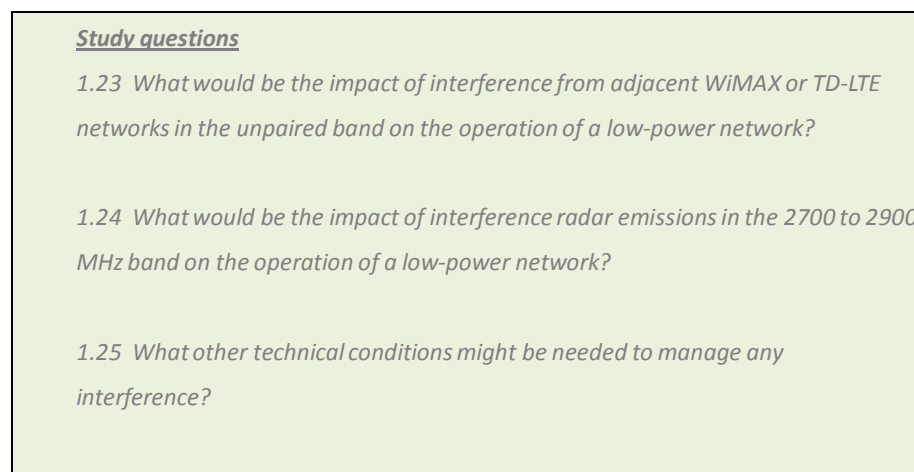 Study questions
1.23 What would be the impact of interference from adjacent WiMAX or TD-LTE
networks in the unpaired band on the operation of a low-power network?
1.24 What would be the impact of interference radar emissions in the 2700 to 2900
MHz band on the operation of a low-power network?
1.25 What other technical conditions might be needed to manage any
interference?